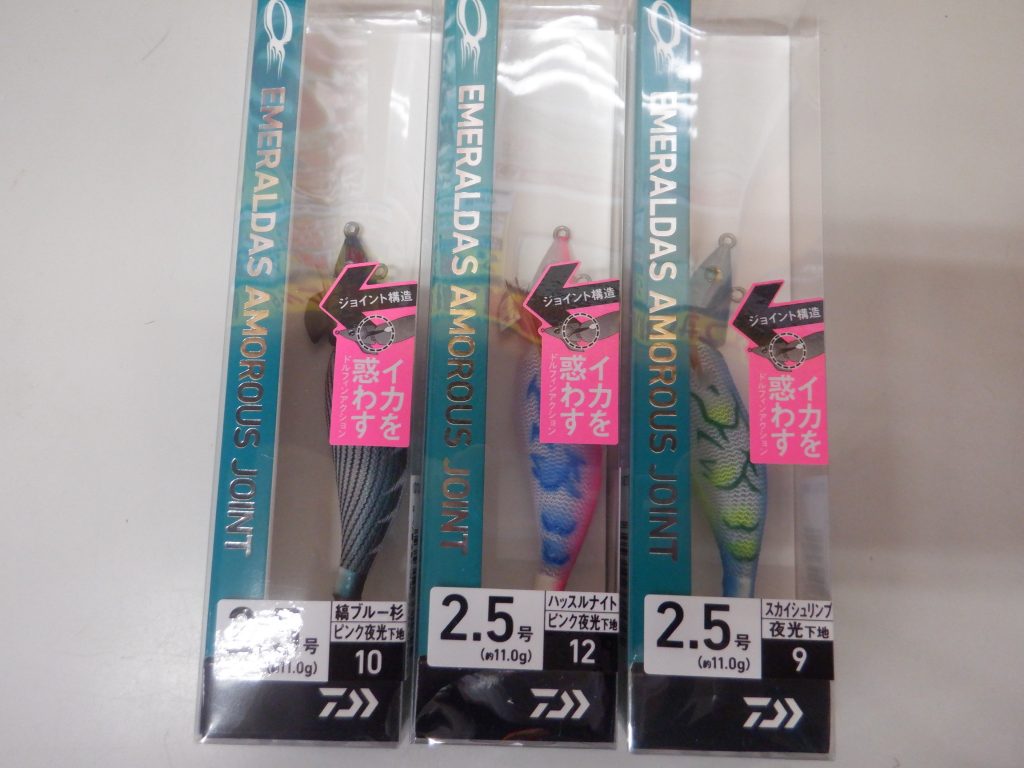 EMERALDAS AMOROUS JOINT
ジョイント構造
イカを
惑わす
ドルフィンアクション
号
(約11.0g)
縞ブルー杉
ピンク夜光下地
10
EMERALDAS AMOROUS JOINT
ジョイント構造
イカを
惑わす
ドルフィンアクション
2.5号
(約11.0g)
ハッスルナイト
ピンク夜光下地
12
EMERALDAS AMOROUS JOINT
ジョイント構造
イカを
惑わす
ドルフィンアクション
2.5号
(約11.0g)
スカイシュリンプ
夜光下地
9